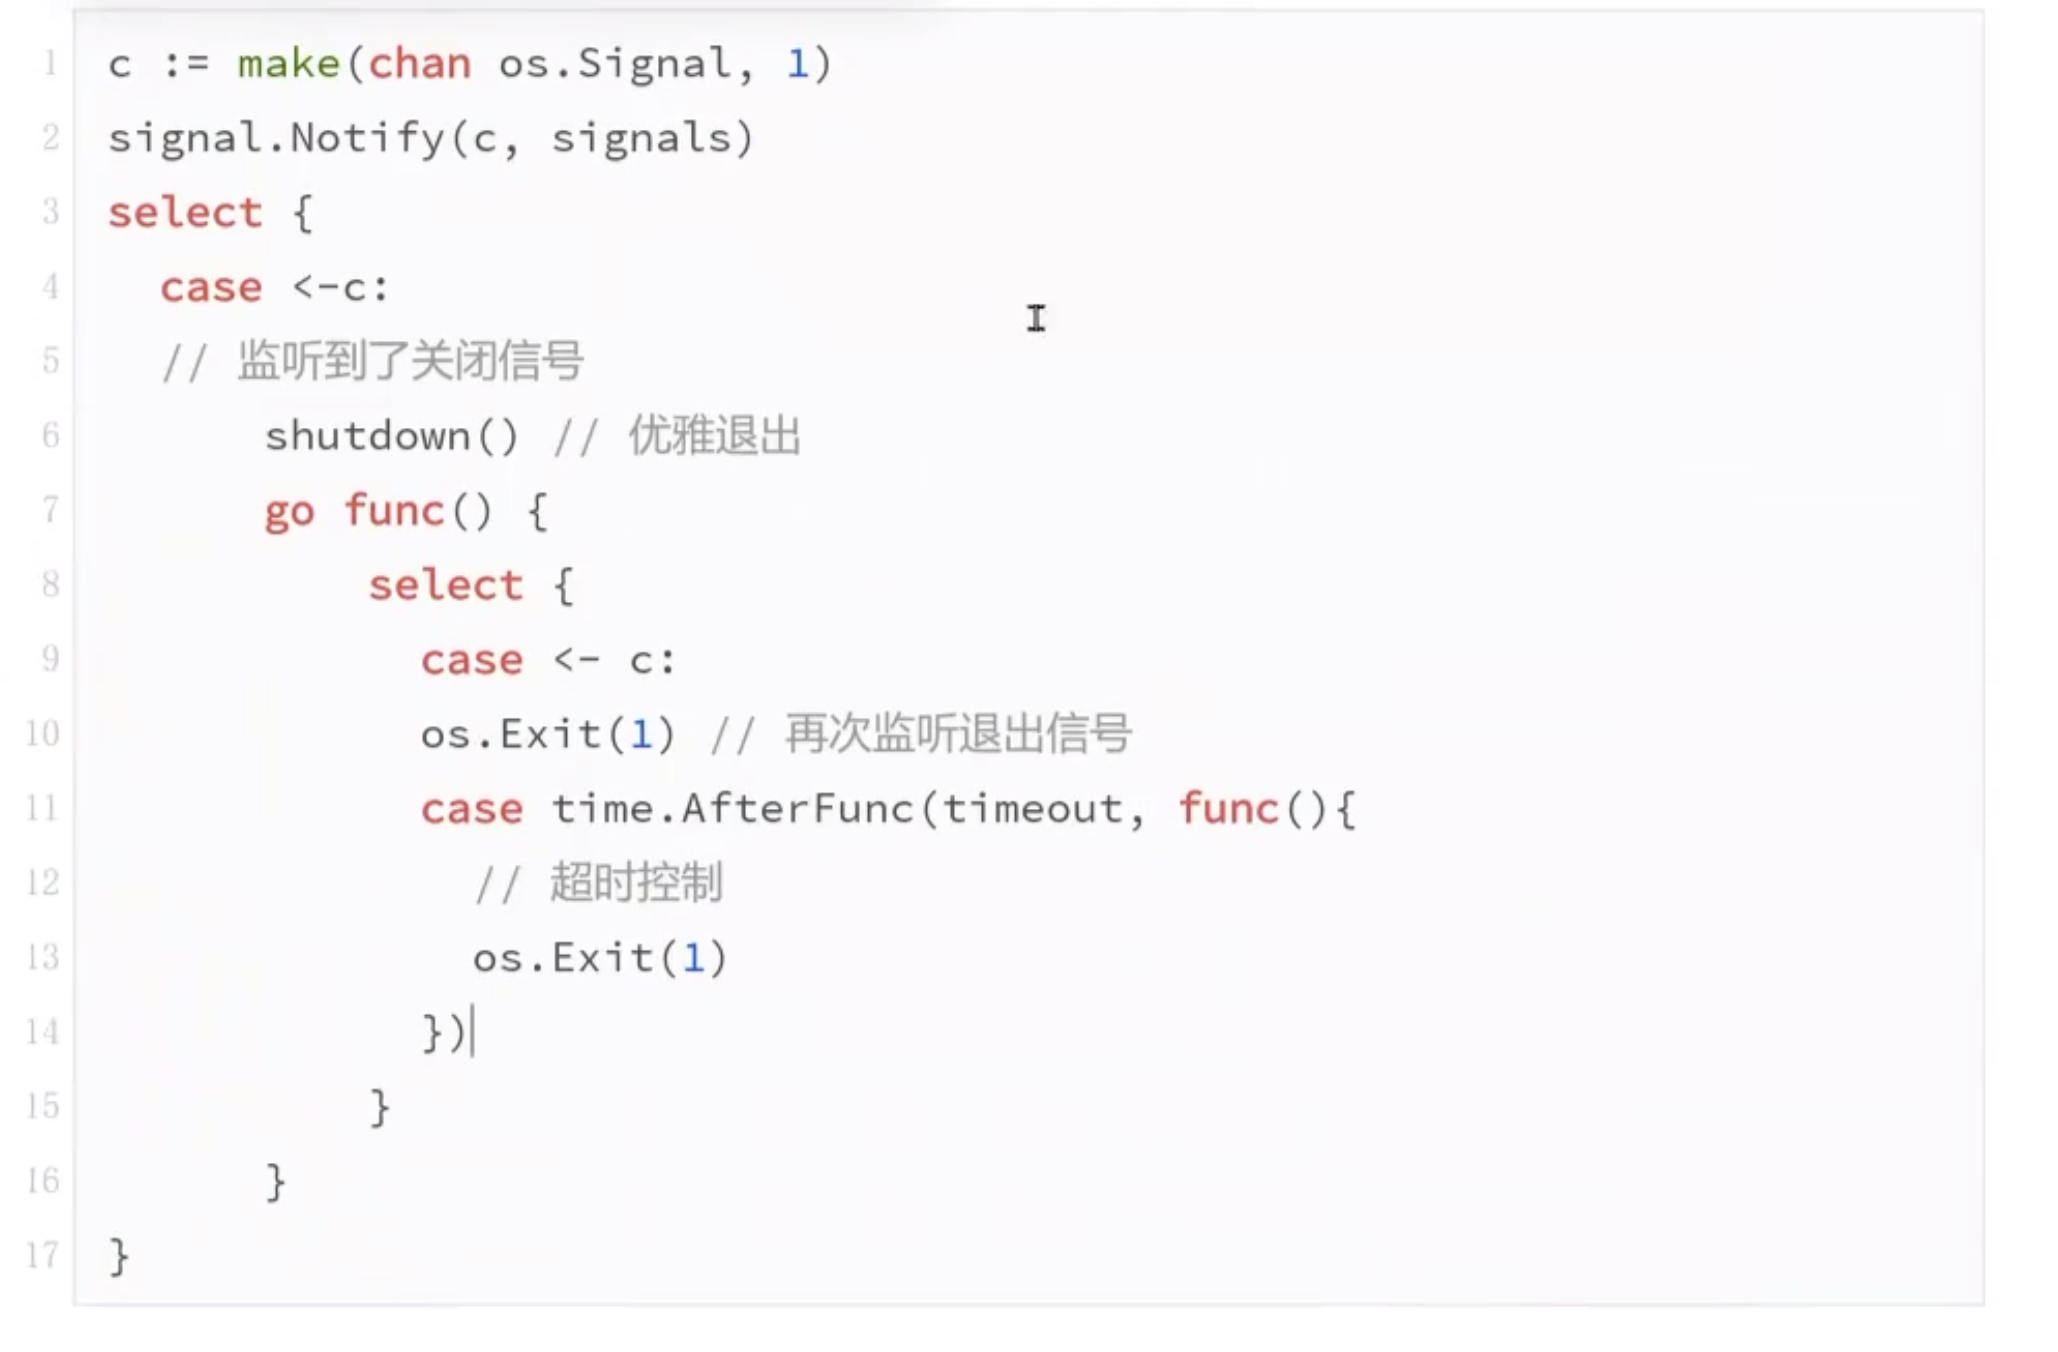 1 c := make(chan os.Signal, 1)
2 signal.Notify(c, signals)
3 select {
4 case <-c:
5 // 监听到了关闭信号
6 shutdown() // 优雅退出
7 go func() {
8 select {
9 case <- c:
10 os.Exit(1) // 再次监听退出信号
11 case time.AfterFunc(timeout, func(){
12 // 超时控制
13 os.Exit(1)
14 })
15 }
16 }
17 }